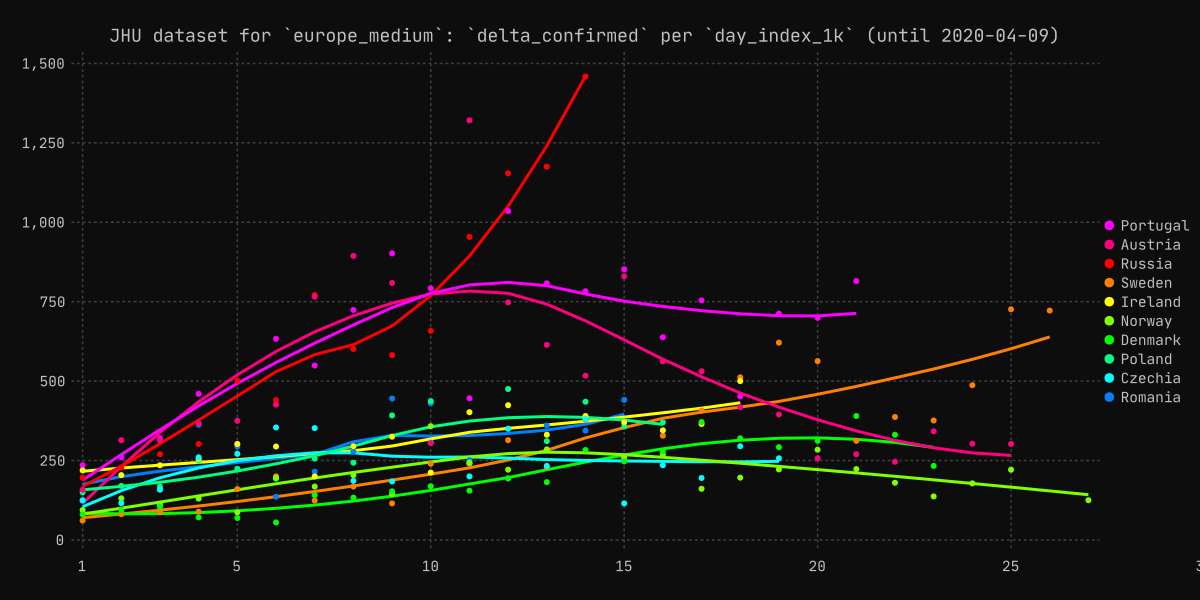 JHU dataset for `europe_medium`: `delta_confirmed` per `day_index_1k` (until 2020-04-09)
1,500
1,250
1,000
750
500
250
0
1 5 10 15 20 25 3
Portugal
Austria
Russia
Sweden
Ireland
Norway
Denmark
Poland
Czechia
Romania